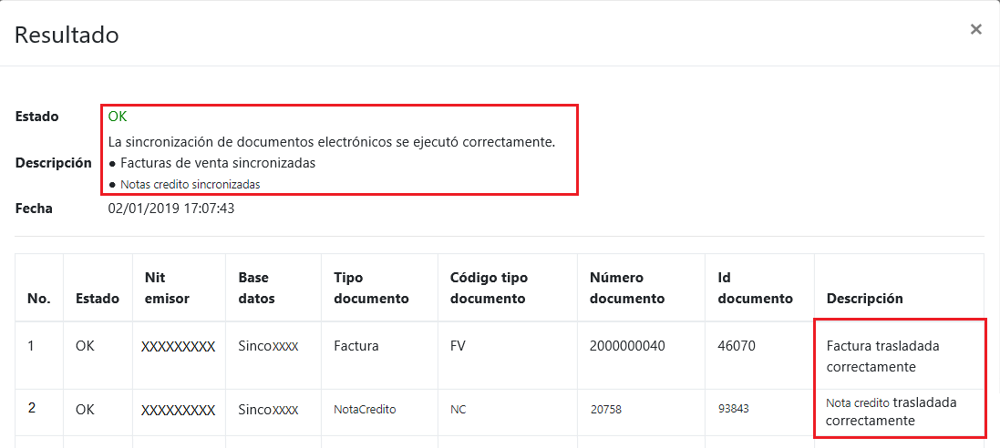 Resultado
×
Estado OK
La sincronización de documentos electrónicos se ejecutó correctamente.
Descripción ● Facturas de venta sincronizadas
● Notas credito sincronizadas
Fecha 02/01/2019 17:07:43
No. Estado Nit emisor Base datos Tipo documento Código tipo documento Número documento Id documento Descripción
1 OK XXXXXXXXX SincoXXXX Factura FV 2000000040 46070 Factura trasladada correctamente
2 OK XXXXXXXXX SincoXXXX NotaCredito NC 20758 93843 Nota credito trasladada correctamente